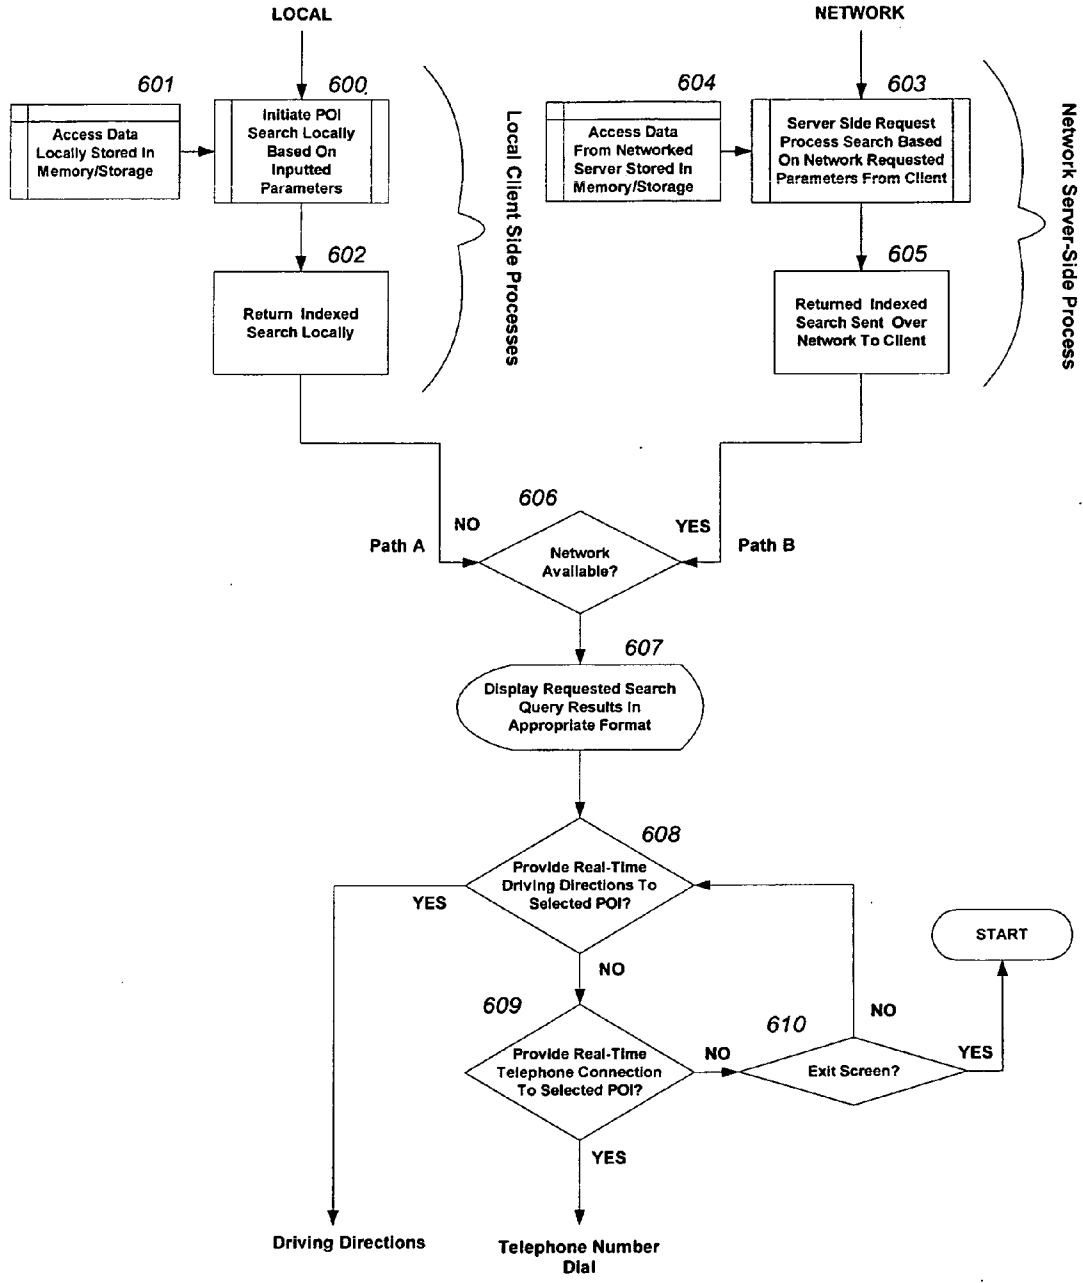 LOCAL
NETWORK
601
600
604
603
Access Data
Locally Stored In
Memory/Storage
Initiate POI
Search Locally
Based On
Inputted
Parameters
Access Data
From Networked
Server Stored In
Memory/Storage
Server Side Request
Process Search Based
On Network Requested
Parameters From Client
Local Client Side Processes
Network Server-Side Process
602
605
Return Indexed
Search Locally
Returned Indexed
Search Sent Over
Network To Client
606
NO
YES
Path A
Path B
Network
Available?
607
Display Requested Search
Query Results In
Appropriate Format
608
Provide Real-Time
Driving Directions To
Selected POI?
YES
NO
START
609
610
NO
Provide Real-Time
Telephone Connection
To Selected POI?
NO
Exit Screen?
YES
YES
Driving Directions
Telephone Number
Dial